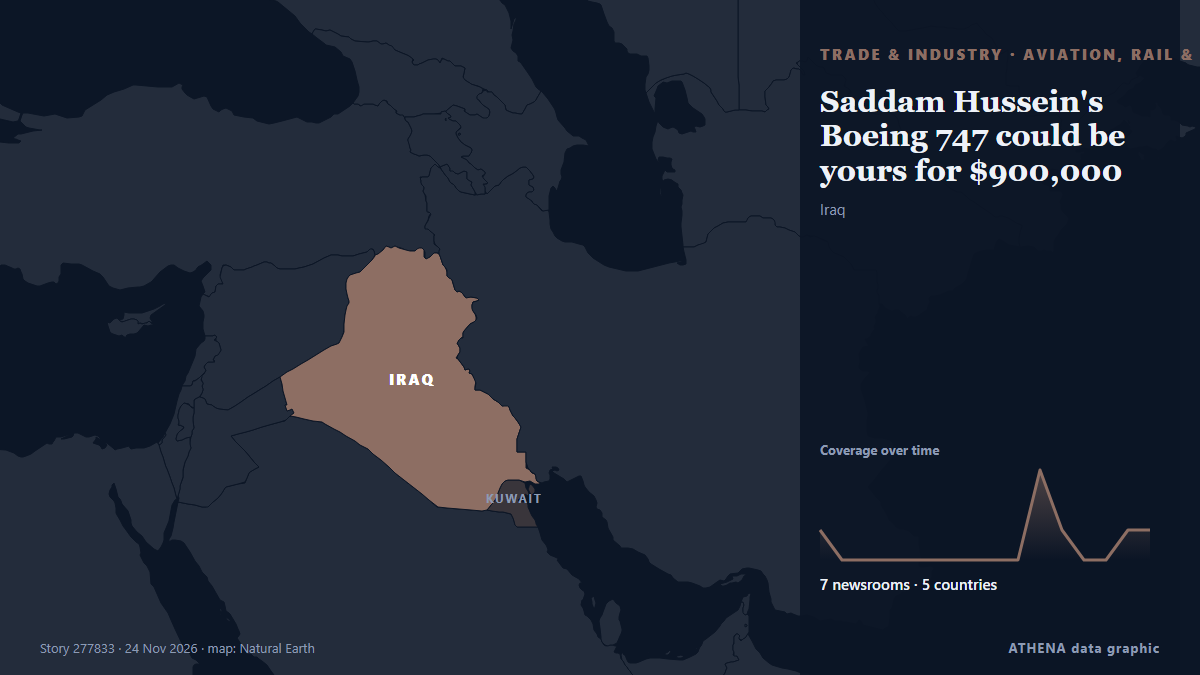 TRADE & INDUSTRY · AVIATION, RAIL &
Saddam Hussein's
Boeing 747 could be
yours for $900,000
Iraq
IRAQ
KUWAIT
Coverage over time
7 newsrooms · 5 countries
Story 277833 · 24 Nov 2026 · map: Natural Earth
ATHENA data graphic